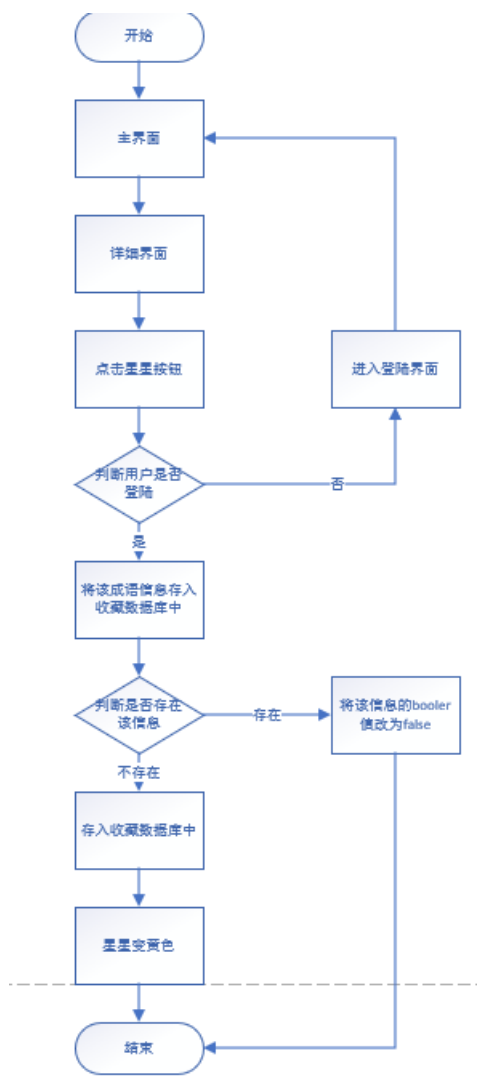 开始
主界面
详细界面
点击星星按钮
进入登陆界面
判断用户是否
登陆
否
是
将该成语信息存入
收藏数据库中
判断是否存在
该信息
存在
将该信息的booler
值改为false
不存在
存入收藏数据库中
星星变黄色
结束